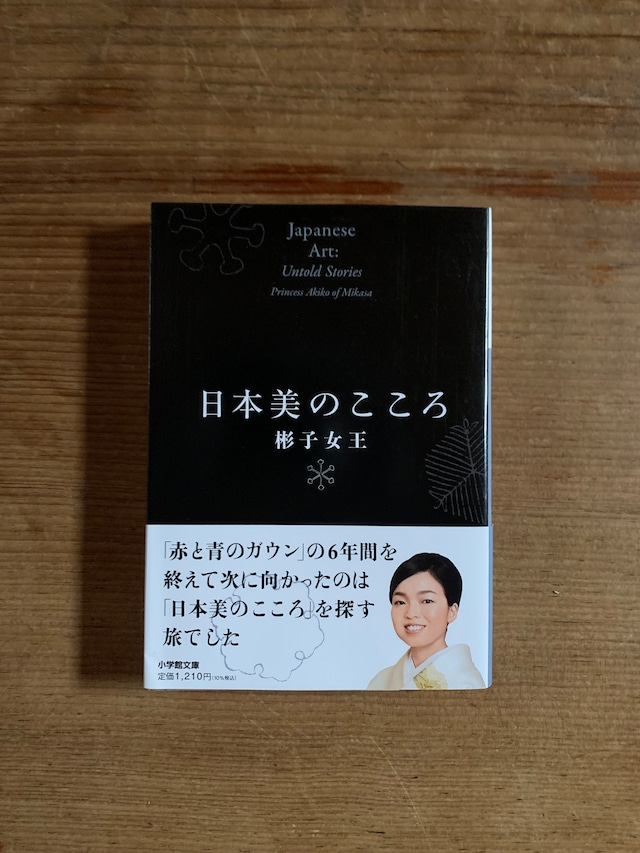 Japanese
Art:
Untold Stories
Princess Akiko of Mikasa
日本美のこころ
彬子女王
「赤と青のガウン」の6年間を
終えて次に向かったのは
「日本美のこころ」を探す
旅でした
小学館文庫
定価1,210円(10%税込)